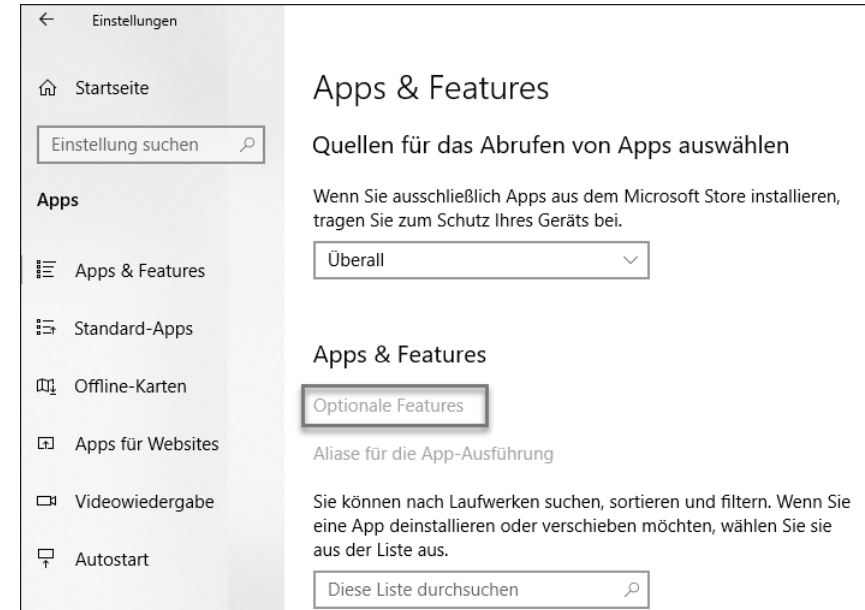 Einstellungen
Startseite
Einstellung suchen
Apps
Apps & Features
Standard-Apps
Offline-Karten
Apps für Websites
Videowiedergabe
Autostart
Apps & Features
Quellen für das Abrufen von Apps auswählen
Wenn Sie ausschließlich Apps aus dem Microsoft Store installieren,
tragen Sie zum Schutz Ihres Geräts bei.
Überall
Apps & Features
Optionale Features
Aliase für die App-Ausführung
Sie können nach Laufwerken suchen, sortieren und filtern. Wenn Sie
eine App deinstallieren oder verschieben möchten, wählen Sie sie
aus der Liste aus.
Diese Liste durchsuchen